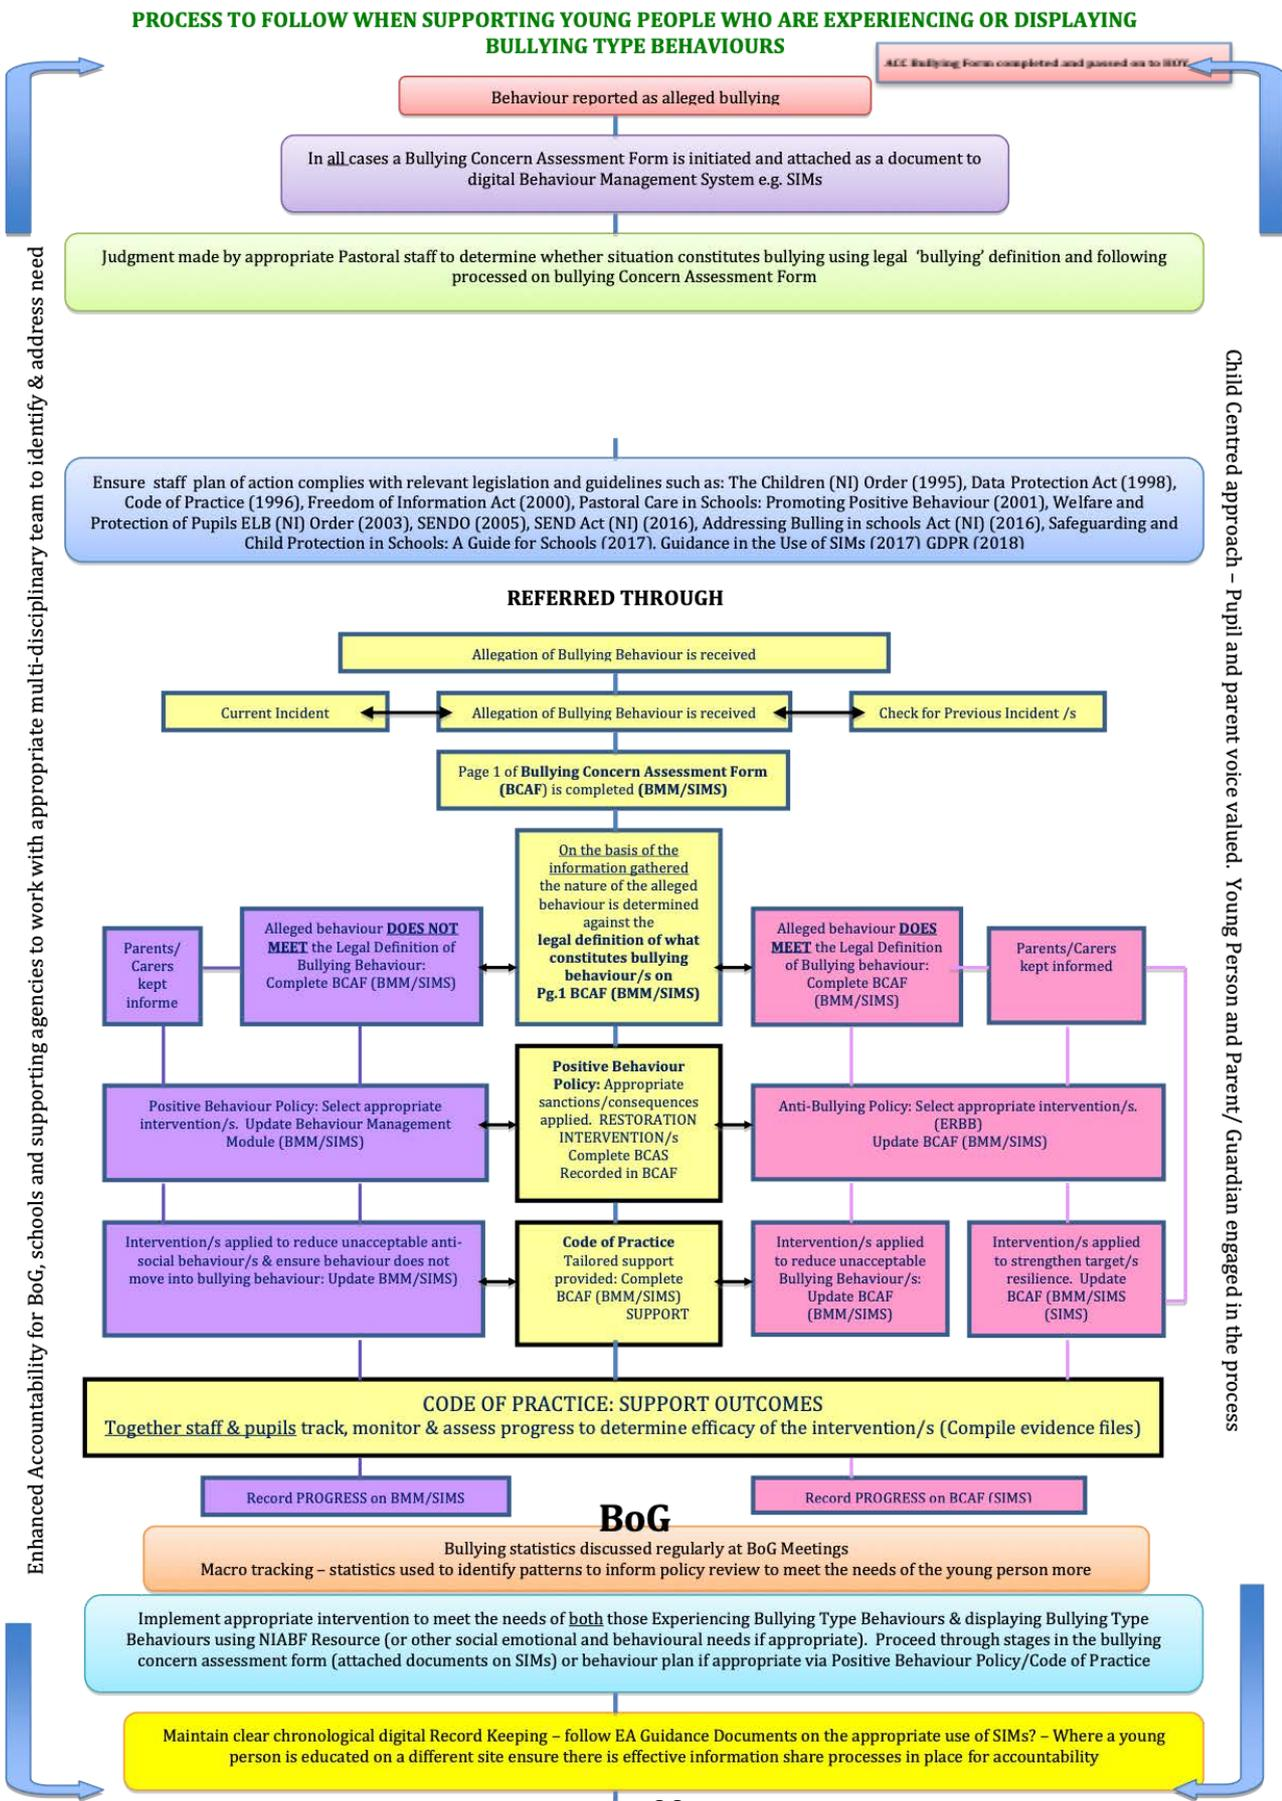 PROCESS TO FOLLOW WHEN SUPPORTING YOUNG PEOPLE WHO ARE EXPERIENCING OR DISPLAYING
BULLYING TYPE BEHAVIOURS
ACC Bullying Form completed and passed on to HOY
Behaviour reported as alleged bullying
In all cases a Bullying Concern Assessment Form is initiated and attached as a document to
digital Behaviour Management System e.g. SIMs
Judgment made by appropriate Pastoral staff to determine whether situation constitutes bullying using legal 'bullying' definition and following
processed on bullying Concern Assessment Form
Ensure staff plan of action complies with relevant legislation and guidelines such as: The Children (NI) Order (1995), Data Protection Act (1998),
Code of Practice (1996), Freedom of Information Act (2000), Pastoral Care in Schools: Promoting Positive Behaviour (2001), Welfare and
Protection of Pupils ELB (NI) Order (2003), SENDO (2005), SEND Act (NI) (2016), Addressing Bulling in schools Act (NI) (2016), Safeguarding and
Child Protection in Schools: A Guide for Schools (2017). Guidance in the Use of SIMs (2017) GDPR (2018)
REFERRED THROUGH
Allegation of Bullying Behaviour is received
Current Incident
Allegation of Bullying Behaviour is received
Check for Previous Incident /s
Page 1 of Bullying Concern Assessment Form
(BCAF) is completed (BMM/SIMS)
On the basis of the
information gathered
the nature of the alleged
behaviour is determined
against the
legal definition of what
constitutes bullying
behaviour/s on
Pg.1 BCAF (BMM/SIMS)
Parents/
Carers
kept
informe
Alleged behaviour DOES NOT
MEET the Legal Definition of
Bullying Behaviour:
Complete BCAF (BMM/SIMS)
Alleged behaviour DOES
MEET the Legal Definition
of Bullying behaviour:
Complete BCAF
(BMM/SIMS)
Parents/Carers
kept informed
Positive Behaviour Policy: Select appropriate
intervention/s. Update Behaviour Management
Module (BMM/SIMS)
Positive Behaviour
Policy: Appropriate
sanctions/consequences
applied. RESTORATION
INTERVENTION/s
Complete BCAS
Recorded in BCAF
Anti-Bullying Policy: Select appropriate intervention/s.
(ERBB)
Update BCAF (BMM/SIMS)
Intervention/s applied to reduce unacceptable anti-
social behaviour/s & ensure behaviour does not
move into bullying behaviour: Update BMM/SIMS)
Code of Practice
Tailored support
provided: Complete
BCAF (BMM/SIMS)
SUPPORT
Intervention/s applied
to reduce unacceptable
Bullying Behaviour/s:
Update BCAF
(BMM/SIMS)
Intervention/s applied
to strengthen target/s
resilience. Update
BCAF (BMM/SIMS
(SIMS)
CODE OF PRACTICE: SUPPORT OUTCOMES
Together staff & pupils track, monitor & assess progress to determine efficacy of the intervention/s (Compile evidence files)
Record PROGRESS on BMM/SIMS
Record PROGRESS on BCAF (SIMS)
BoG
Bullying statistics discussed regularly at BoG Meetings
Macro tracking – statistics used to identify patterns to inform policy review to meet the needs of the young person more
Implement appropriate intervention to meet the needs of both those Experiencing Bullying Type Behaviours & displaying Bullying Type
Behaviours using NIABF Resource (or other social emotional and behavioural needs if appropriate). Proceed through stages in the bullying
concern assessment form (attached documents on SIMs) or behaviour plan if appropriate via Positive Behaviour Policy/Code of Practice
Maintain clear chronological digital Record Keeping – follow EA Guidance Documents on the appropriate use of SIMs? – Where a young
person is educated on a different site ensure there is effective information share processes in place for accountability
Enhanced Accountability for BoG, schools and supporting agencies to work with appropriate multi-disciplinary team to identify & address need
Child Centred approach – Pupil and parent voice valued. Young Person and Parent/ Guardian engaged in the process